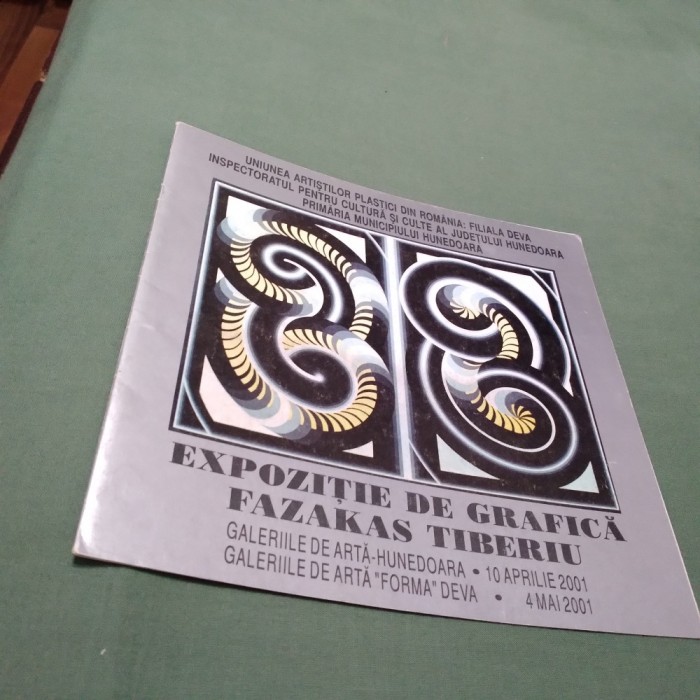 UNIUNEA ARTIȘTILOR PLASTICI DIN ROMÂNIA: FILIALA DEVA
INSPECTORATUL PENTRU CULTURĂ ȘI CULTE AL JUDEȚULUI HUNEDOARA
PRIMĂRIA MUNICIPIULUI HUNEDOARA
EXPOZIȚIE DE GRAFICĂ
FAZAKAS TIBERIU
GALERIILE DE ARTĂ-HUNEDOARA • 10 APRILIE 2001
GALERIILE DE ARTĂ "FORMA" DEVA • 4 MAI 2001